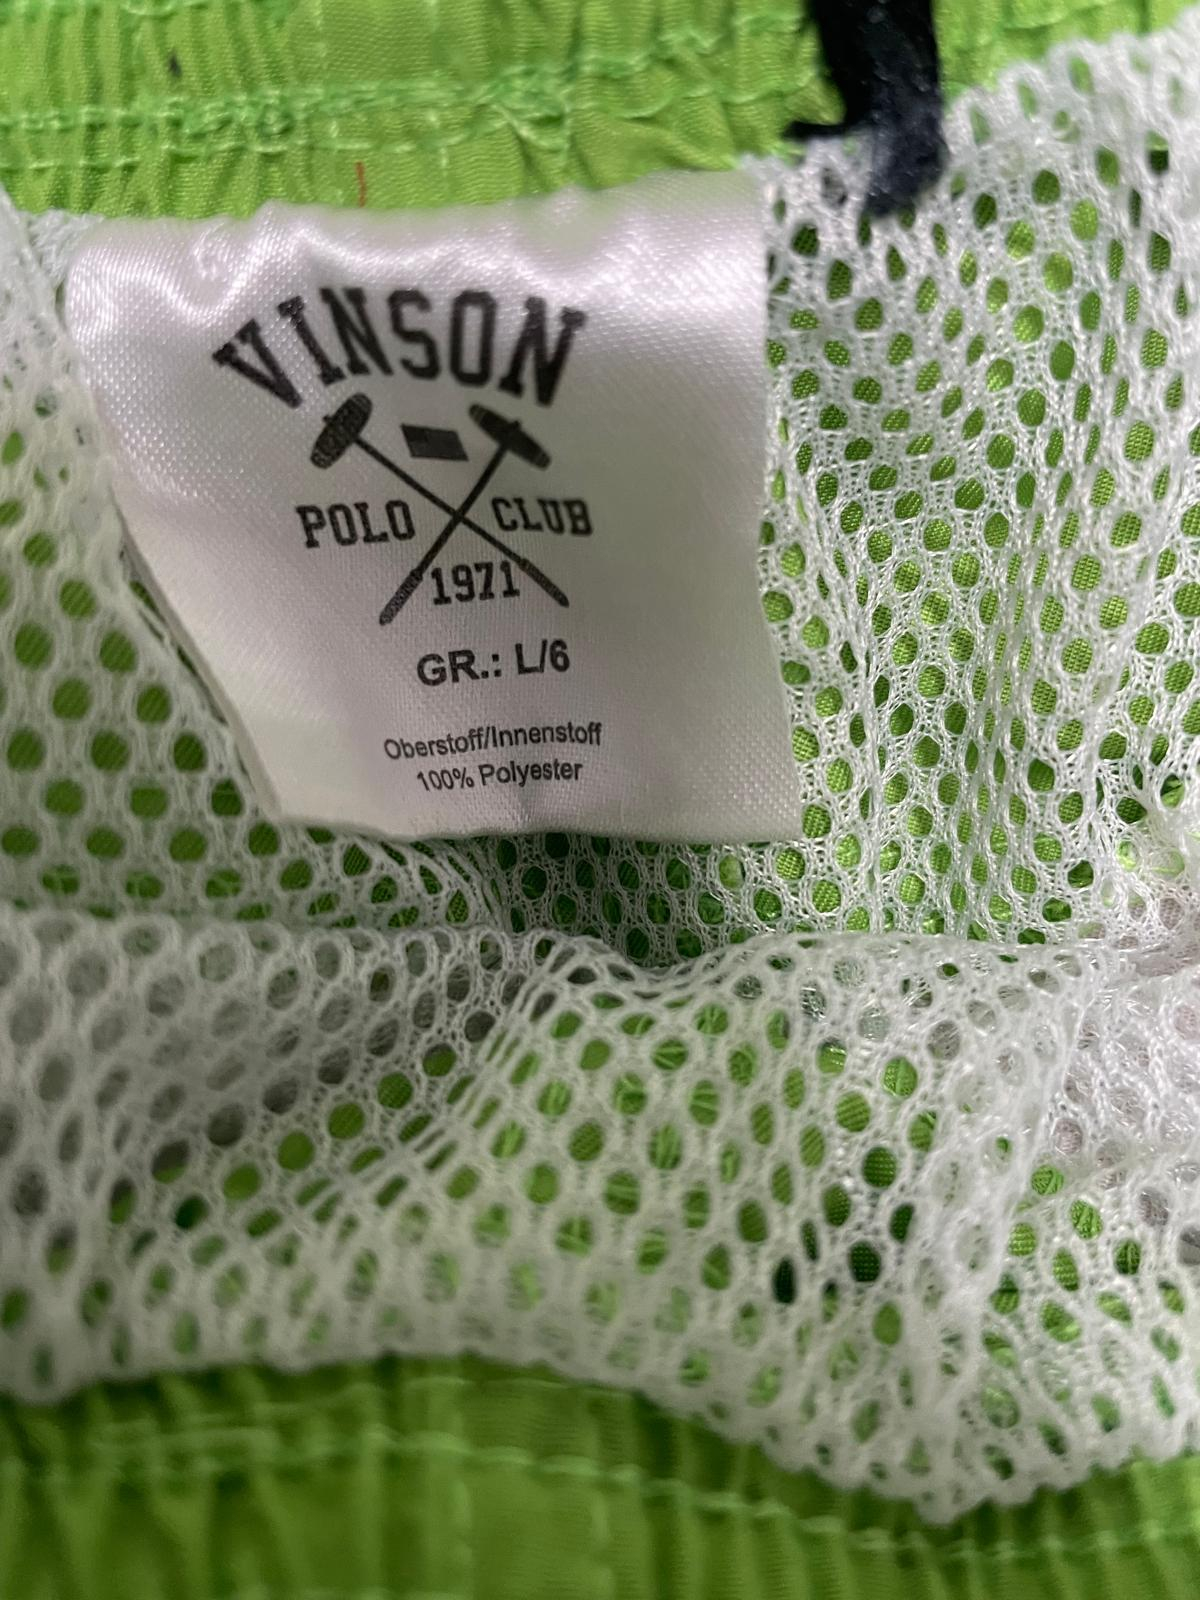 VINSON
POLO CLUB
1971
GR.: L/6
Oberstoff/Innenstoff
100% Polyester